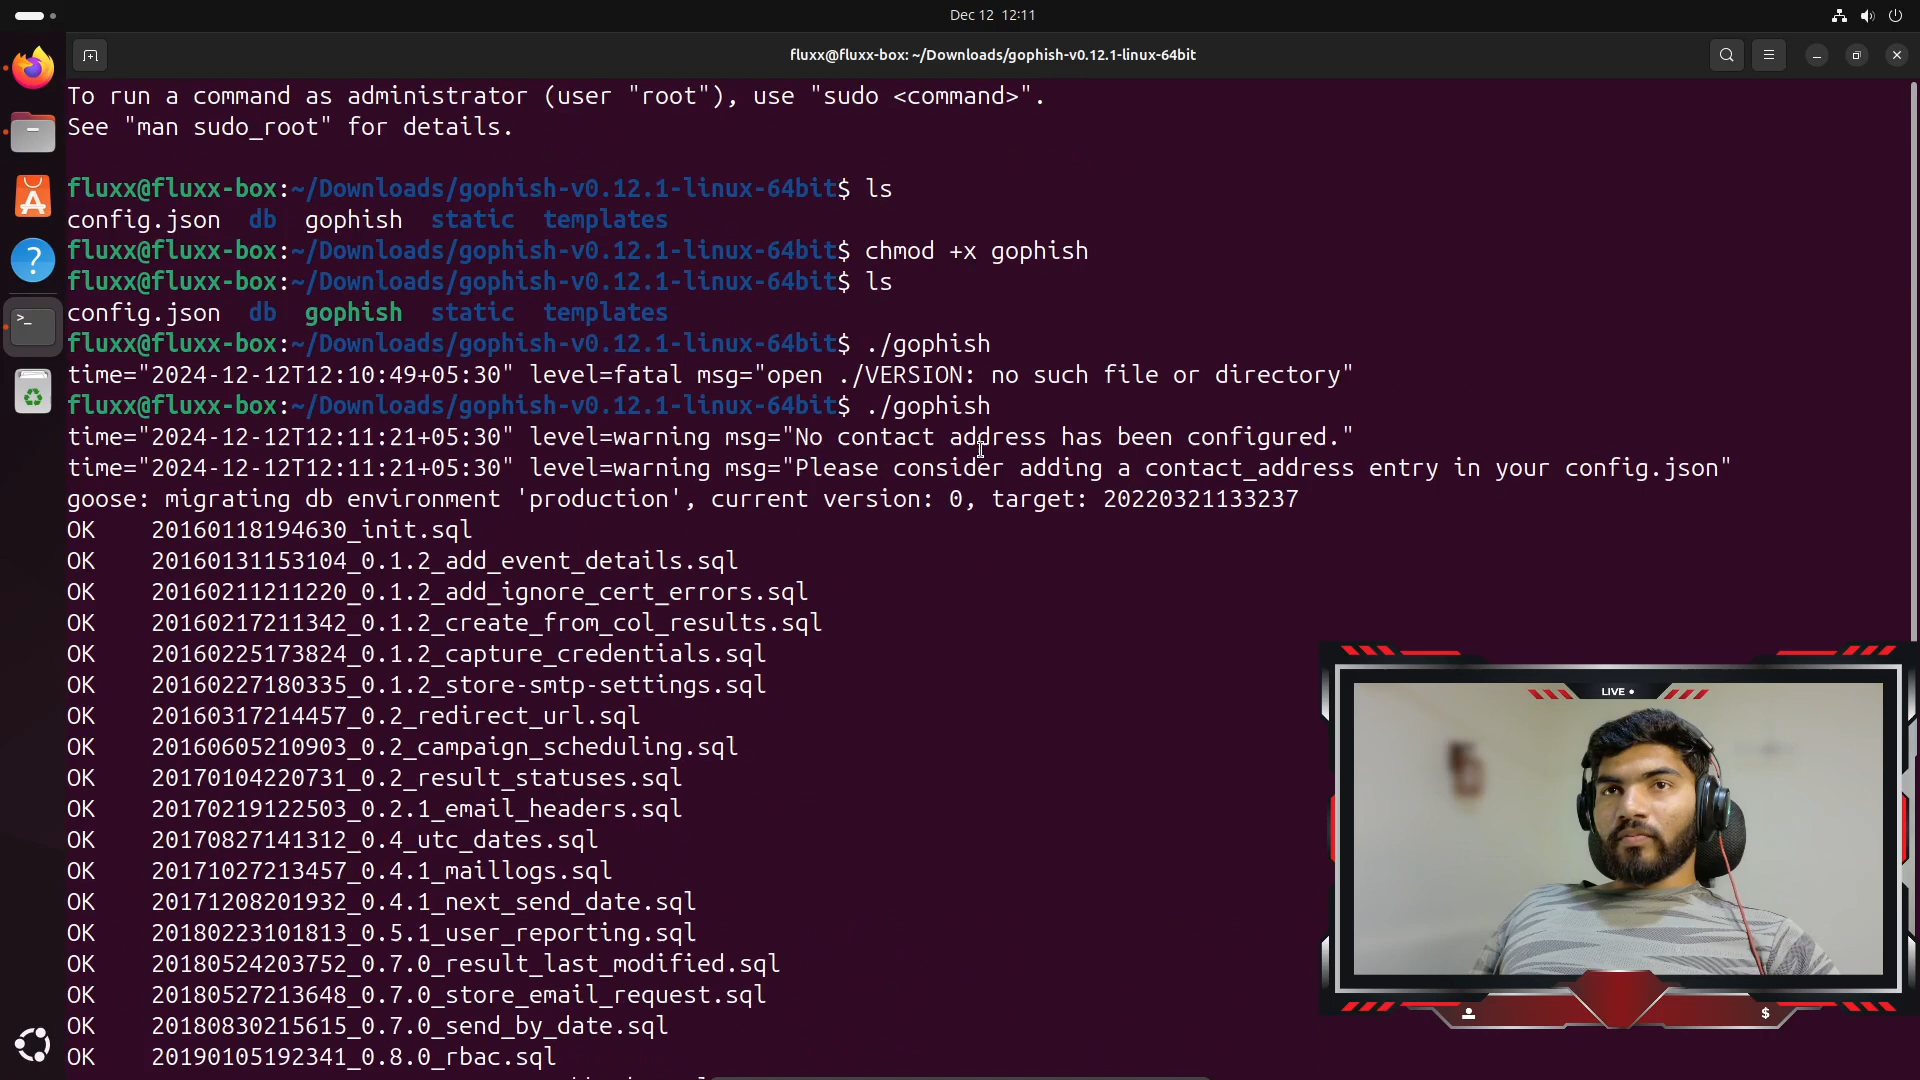 Dec 12 12:11
fluxx@fluxx-box: ~/Downloads/gophish-v0.12.1-linux-64bit
To run a command as administrator (user "root"), use "sudo <command>".
See "man sudo_root" for details.
fluxx@fluxx-box:~/Downloads/gophish-v0.12.1-linux-64bit$ ls
config.json db gophish static templates
fluxx@fluxx-box:~/Downloads/gophish-v0.12.1-linux-64bit$ chmod +x gophish
fluxx@fluxx-box:~/Downloads/gophish-v0.12.1-linux-64bit$ ls
config.json db gophish static templates
fluxx@fluxx-box:~/Downloads/gophish-v0.12.1-linux-64bit$ ./gophish
time="2024-12-12T12:10:49+05:30" level=fatal msg="open ./VERSION: no such file or directory"
fluxx@fluxx-box:~/Downloads/gophish-v0.12.1-linux-64bit$ ./gophish
time="2024-12-12T12:11:21+05:30" level=warning msg="No contact address has been configured."
time="2024-12-12T12:11:21+05:30" level=warning msg="Please consider adding a contact_address entry in your config.json"
goose: migrating db environment 'production', current version: 0, target: 20220321133237
OK 20160118194630_init.sql
OK 20160131153104_0.1.2_add_event_details.sql
OK 20160211211220_0.1.2_add_ignore_cert_errors.sql
OK 20160217211342_0.1.2_create_from_col_results.sql
OK 20160225173824_0.1.2_capture_credentials.sql
OK 20160227180335_0.1.2_store-smtp-settings.sql
OK 20160317214457_0.2_redirect_url.sql
OK 20160605210903_0.2_campaign_scheduling.sql
OK 20170104220731_0.2_result_statuses.sql
OK 20170219122503_0.2.1_email_headers.sql
OK 20170827141312_0.4_utc_dates.sql
OK 20171027213457_0.4.1_maillogs.sql
OK 20171208201932_0.4.1_next_send_date.sql
OK 20180223101813_0.5.1_user_reporting.sql
OK 20180524203752_0.7.0_result_last_modified.sql
OK 20180527213648_0.7.0_store_email_request.sql
OK 20180830215615_0.7.0_send_by_date.sql
OK 20190105192341_0.8.0_rbac.sql
LIVE
$